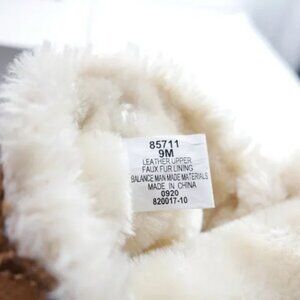 85711
9M
LEATHER UPPER
FAUX FUR LINING
BALANCE MAN MADE MATERIALS
MADE IN CHINA
0920
820017-10